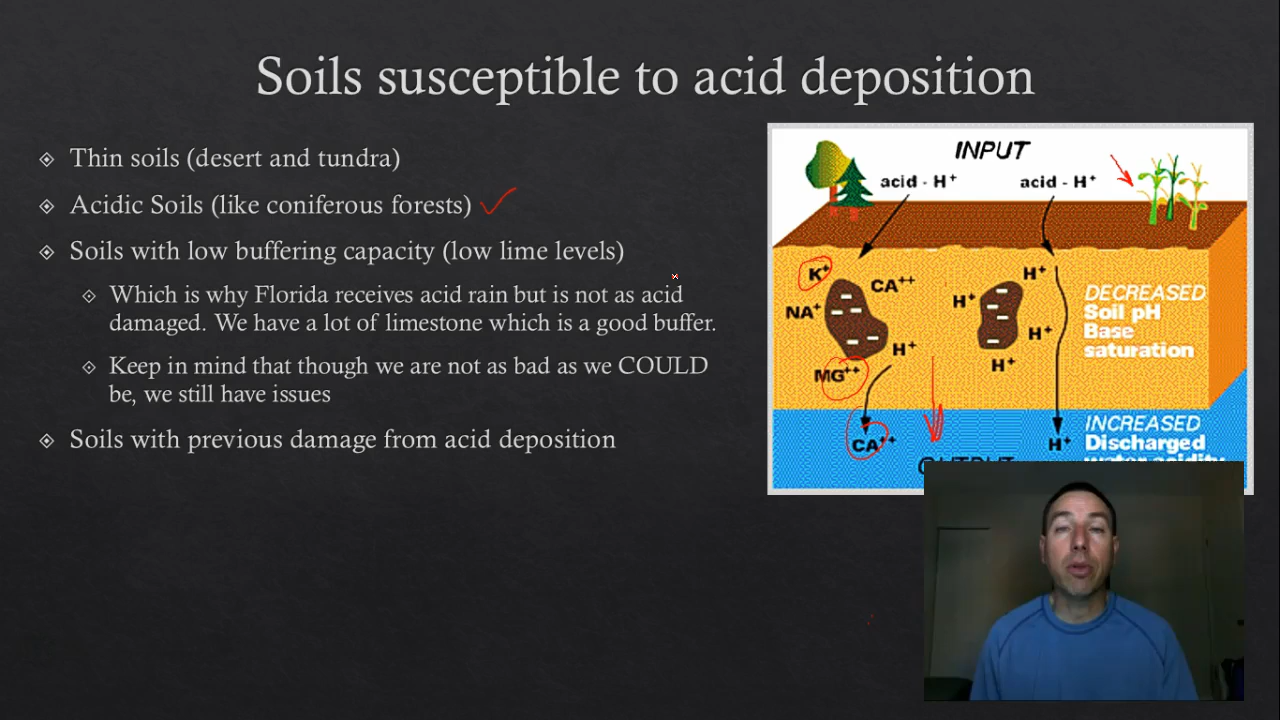 Soils susceptible to acid deposition
Thin soils (desert and tundra)
Acidic Soils (like coniferous forests)
Soils with low buffering capacity (low lime levels)
Which is why Florida receives acid rain but is not as acid
damaged. We have a lot of limestone which is a good buffer.
Keep in mind that though we are not as bad as we COULD
be, we still have issues
Soils with previous damage from acid deposition
INPUT
acid - H+
acid - H+
K+
CA++
NA+
H+
MG++
CA++
H+
H+
H+
H+
H+
DECREASED
Soil pH
Base
saturation
INCREASED
Discharged
water acidity
OUTPUT